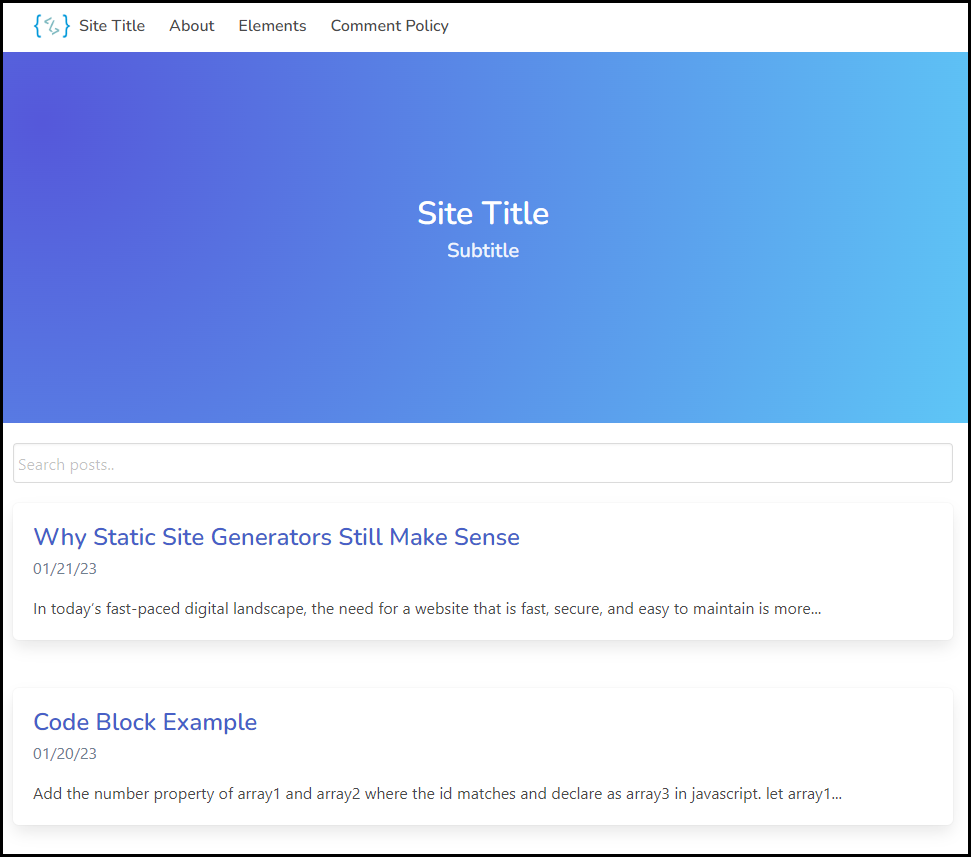 Site Title About Elements Comment Policy
Site Title
Subtitle
Search posts..
Why Static Site Generators Still Make Sense
01/21/23
In today’s fast-paced digital landscape, the need for a website that is fast, secure, and easy to maintain is more...
Code Block Example
01/20/23
Add the number property of array1 and array2 where the id matches and declare as array3 in javascript. let array1...